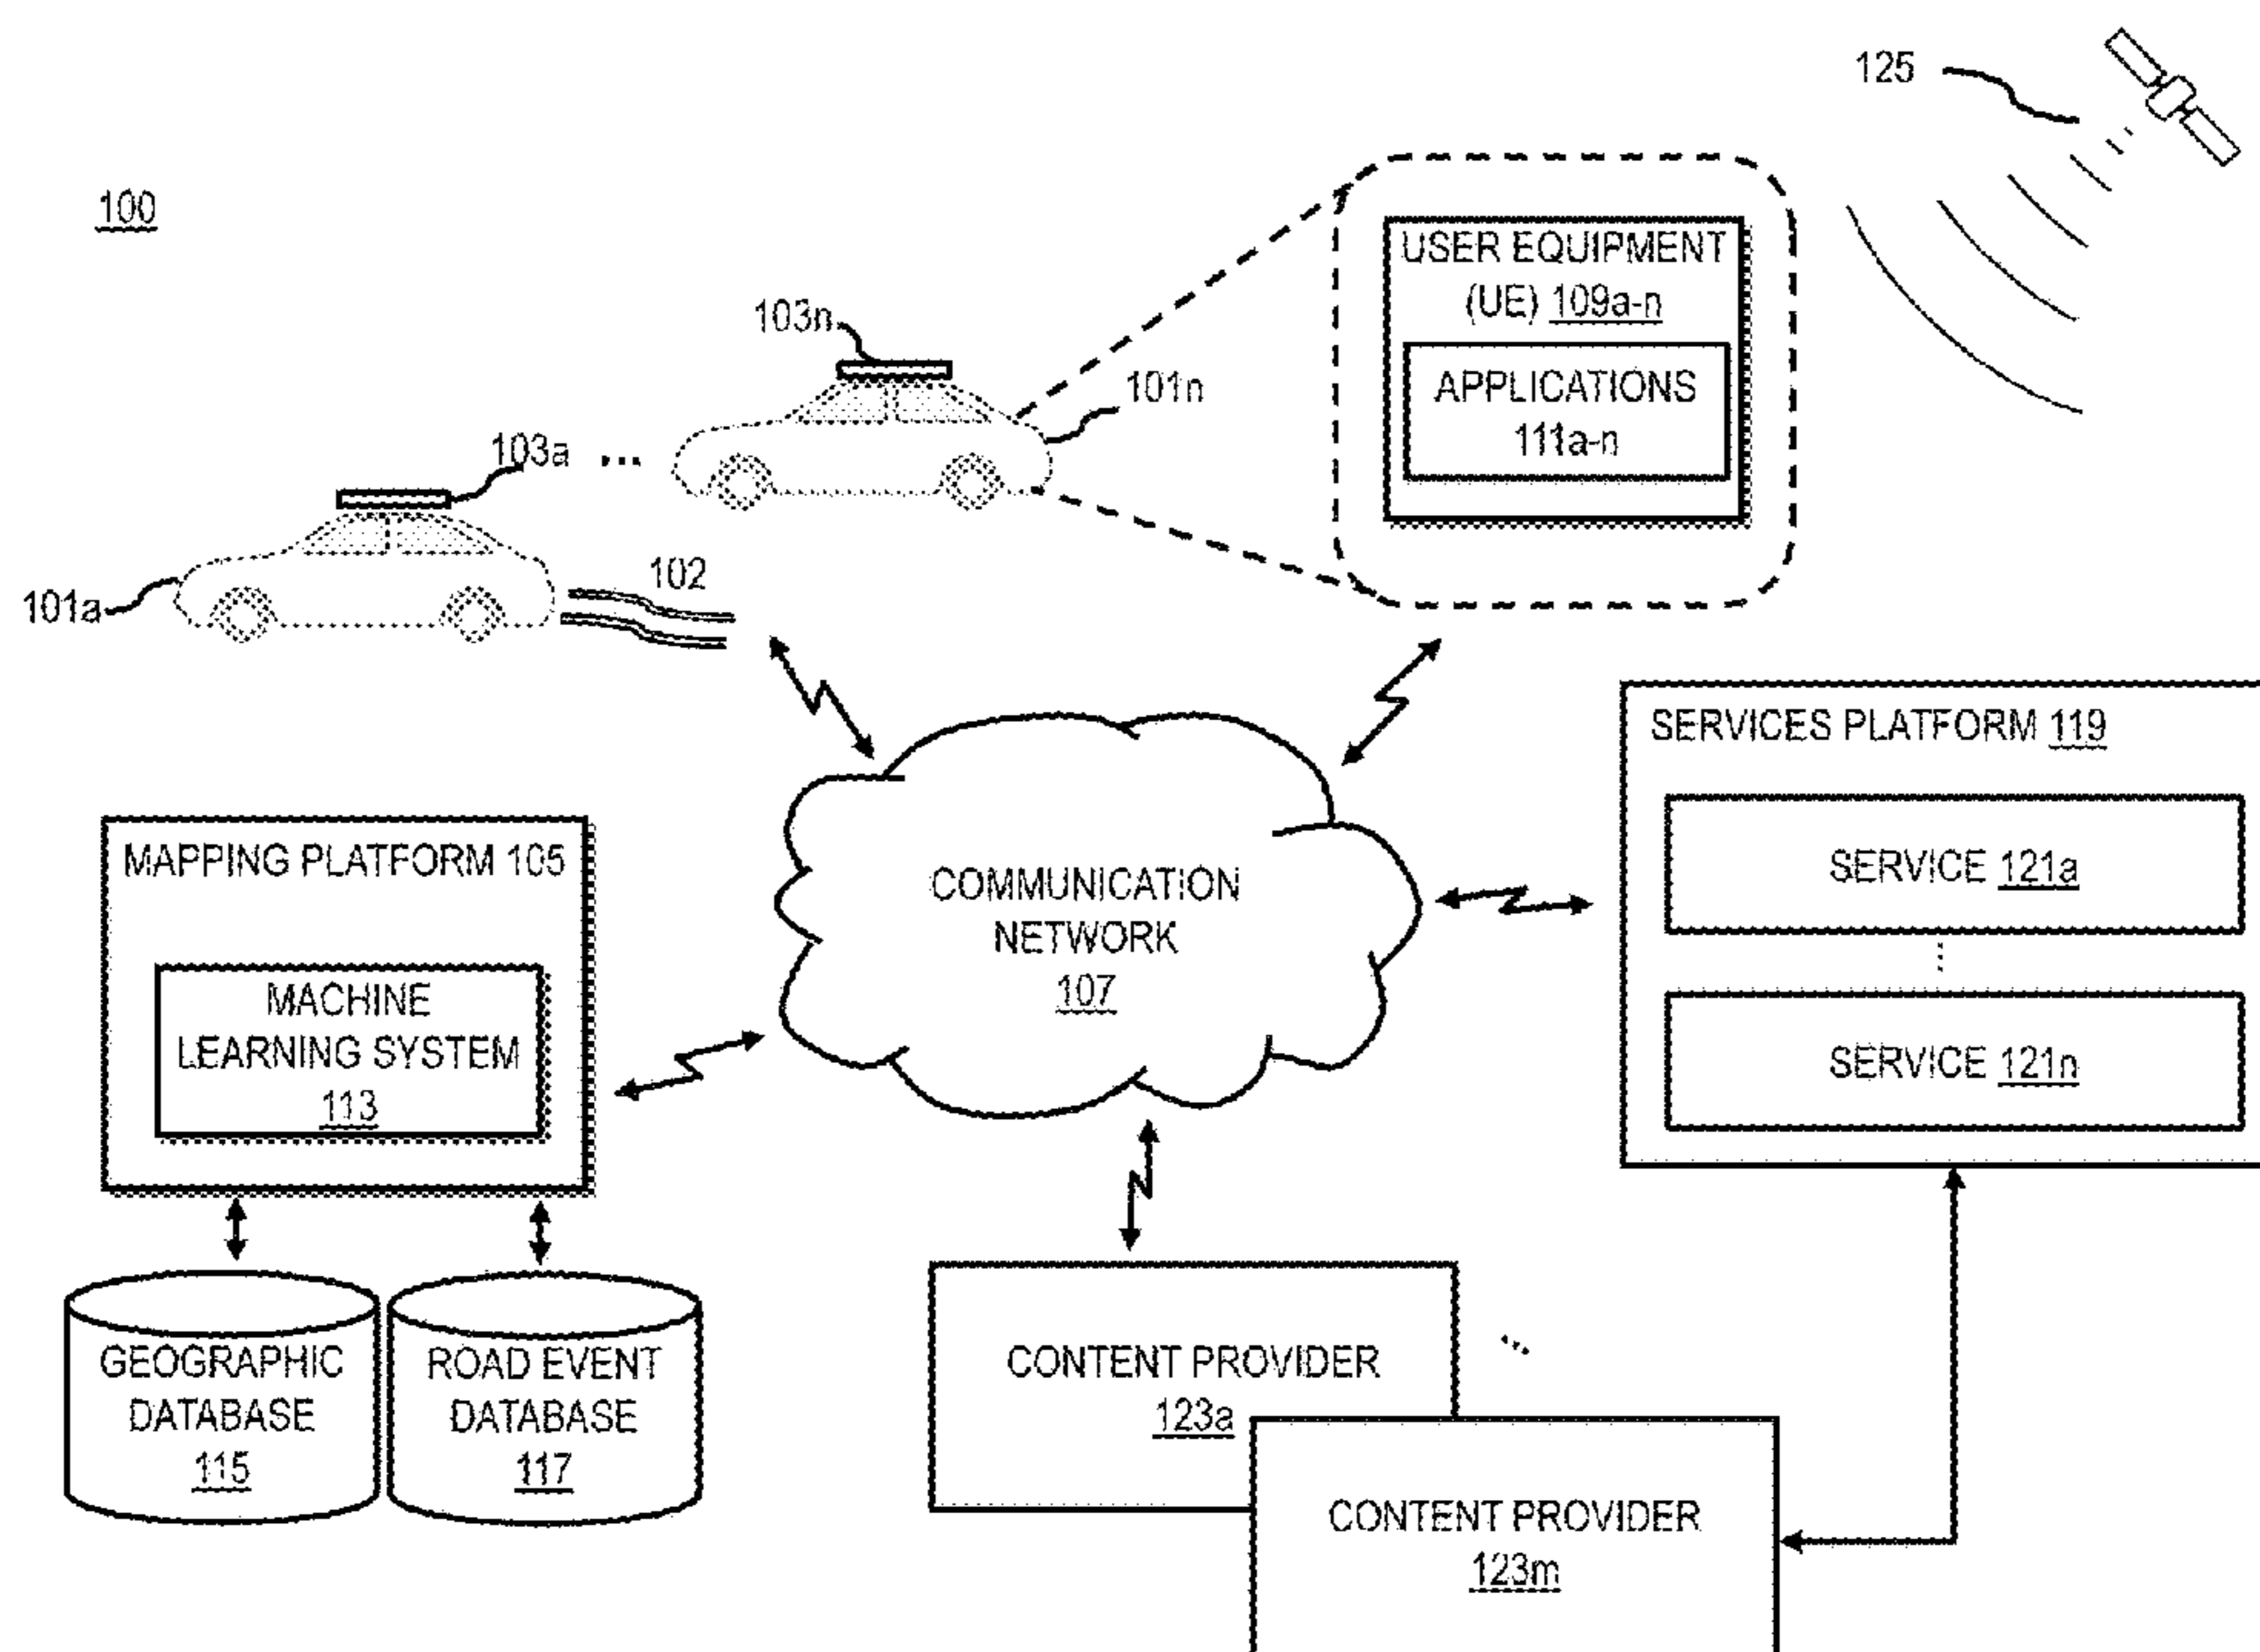 125
100
USER EQUIPMENT
(UE) 109a-n
103n
101n
APPLICATIONS
111a-n
103a
...
102
101a
SERVICES PLATFORM 119
MAPPING PLATFORM 105
SERVICE 121a
COMMUNICATION
NETWORK
107
MACHINE
LEARNING SYSTEM
113
SERVICE 121n
GEOGRAPHIC
DATABASE
115
ROAD EVENT
DATABASE
117
CONTENT PROVIDER
123a
...
CONTENT PROVIDER
123m